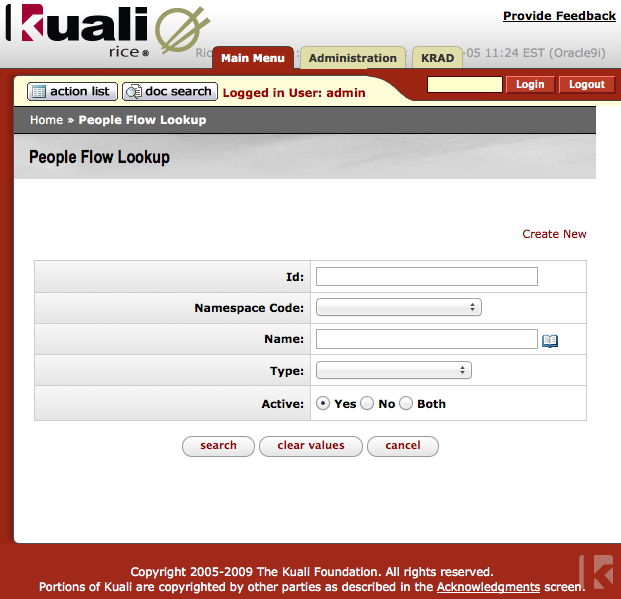 Provide Feedback
Kuali
rice®
Ric
-05 11:24 EST (Oracle9i)
Main Menu
Administration
KRAD
action list
doc search
Logged in User: admin
Login
Logout
Home » People Flow Lookup
People Flow Lookup
Create New
Id:
Namespace Code:
Name:
Type:
Active:
Yes No Both
search
clear values
cancel
Copyright 2005-2009 The Kuali Foundation. All rights reserved.
Portions of Kuali are copyrighted by other parties as described in the Acknowledgments screen.